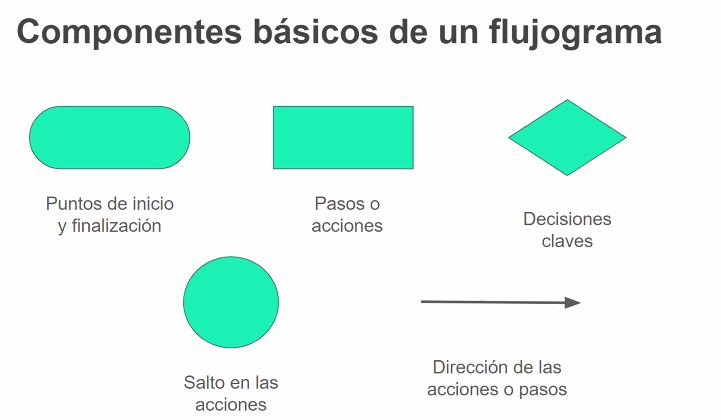 Componentes básicos de un flujograma
Puntos de inicio
y finalización
Pasos o
acciones
Decisiones
claves
Salto en las
acciones
Dirección de las
acciones o pasos